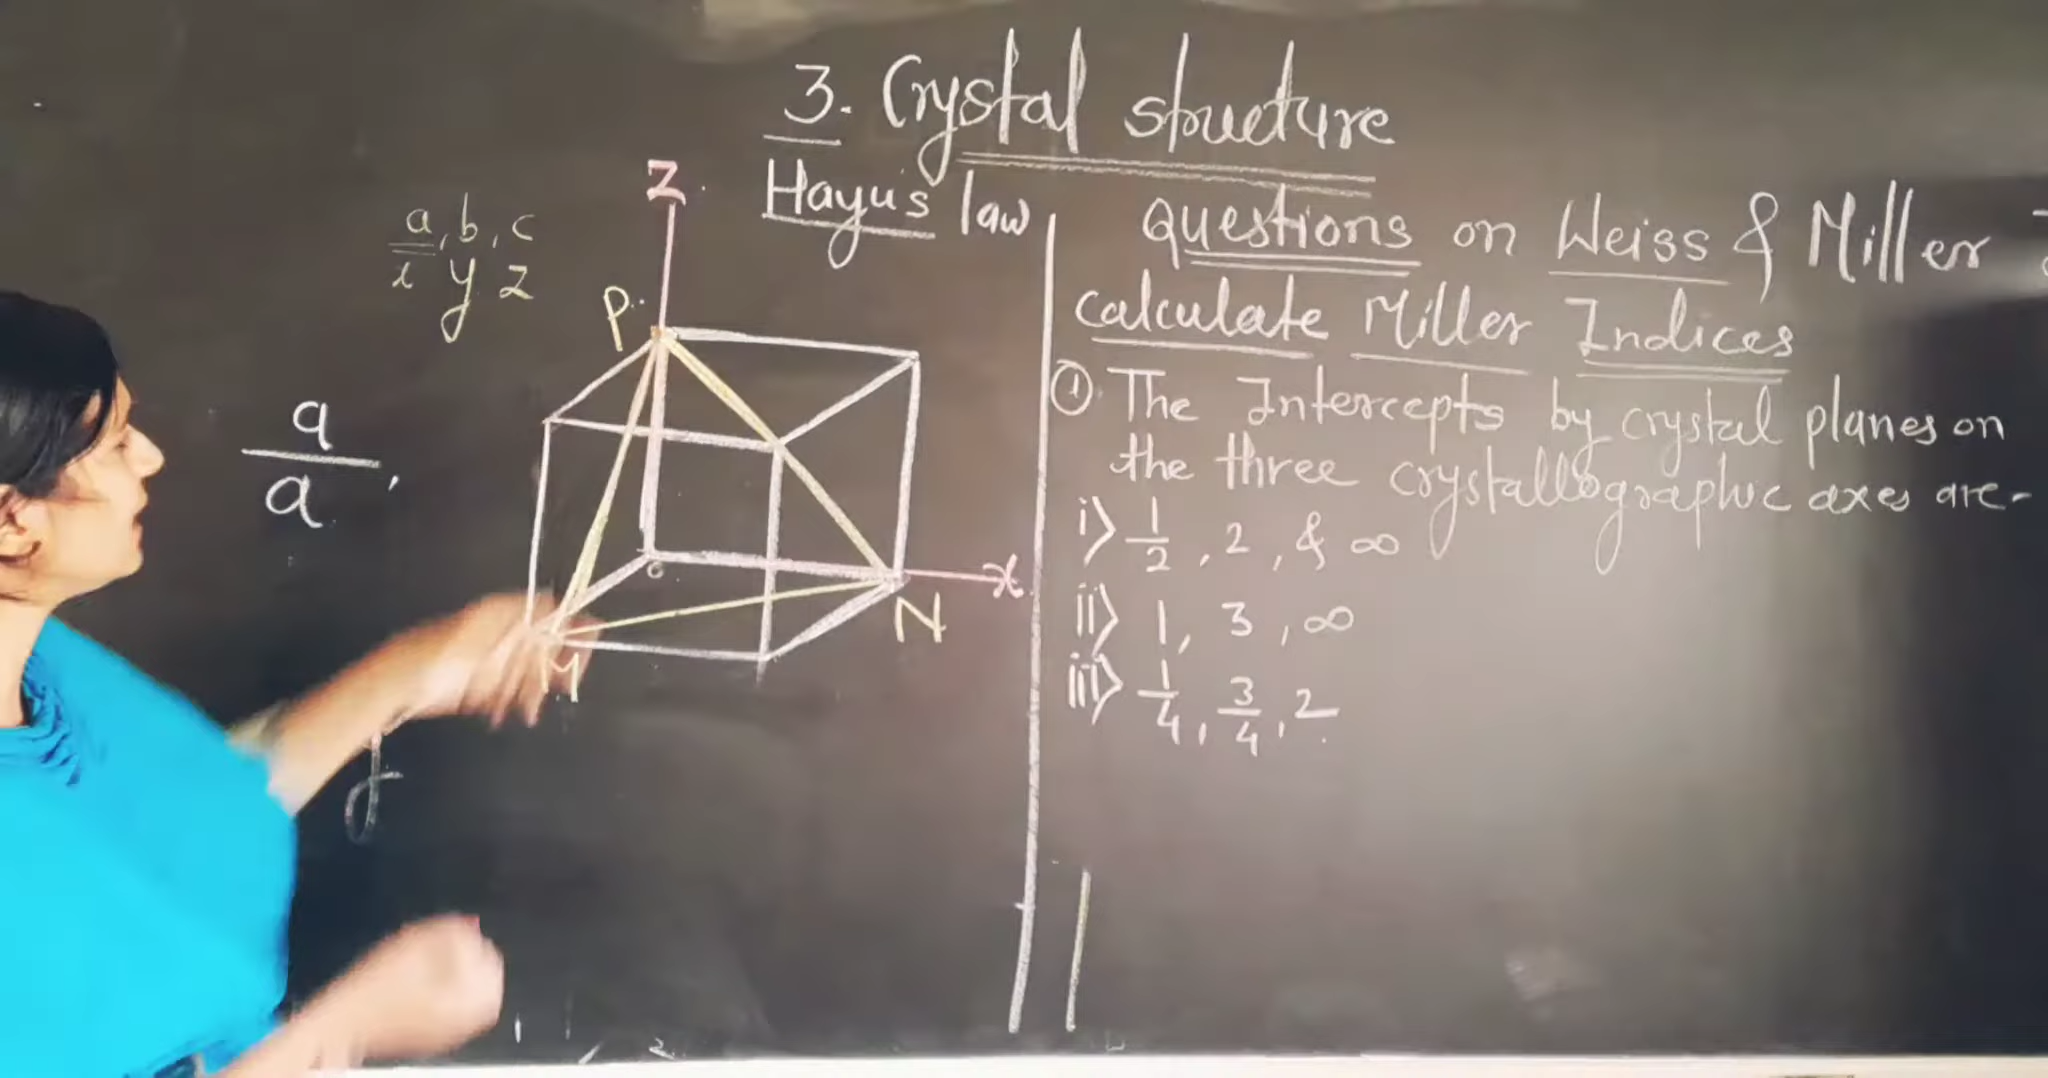 3. Crystal structure
Hayu's law
a, b, c
x y z
Z
P
a
a,
o
x
N
M
y
Questions on Weiss & Miller
calculate Miller Indices
① The Intercepts by crystal planes on
the three crystallographic axes are-
i) 1/2, 2, & ∞
ii) 1, 3, ∞
iii) 1/4, 3/4, 2